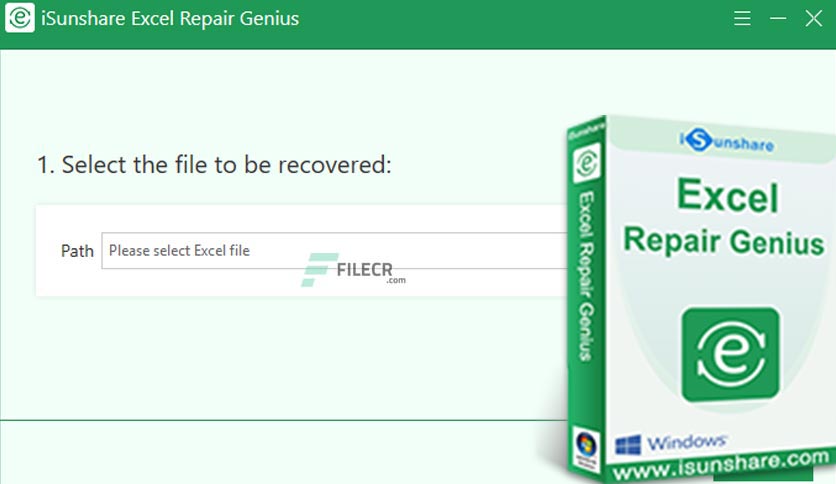 iSunshare Excel Repair Genius
1. Select the file to be recovered:
Path
Please select Excel file
FILECR
.com
iSunshare
Excel Repair Genius
iSunshare
Excel
Repair Genius
e
Windows
www.isunshare.com